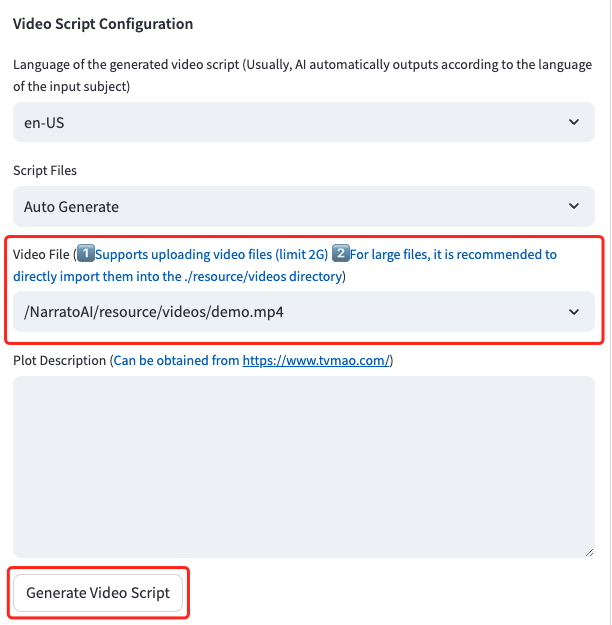 Video Script Configuration
Language of the generated video script (Usually, AI automatically outputs according to the language
of the input subject)
en-US
Script Files
Auto Generate
Video File (1️⃣Supports uploading video files (limit 2G) 2️⃣For large files, it is recommended to
directly import them into the ./resource/videos directory)
/NarratoAI/resource/videos/demo.mp4
Plot Description (Can be obtained from https://www.tvmao.com/)
Generate Video Script